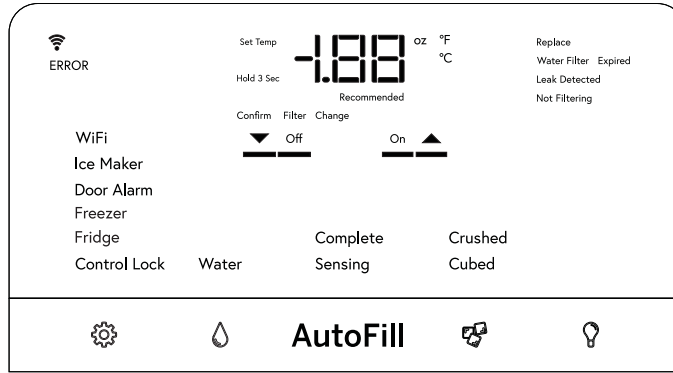 Set Temp -1.88 oz °F Replace
ERROR °C Water Filter Expired
Hold 3 Sec Leak Detected
Recommended Not Filtering
Confirm Filter Change
WiFi Off On
Ice Maker
Door Alarm
Freezer
Fridge Complete Crushed
Control Lock Water Sensing Cubed
AutoFill